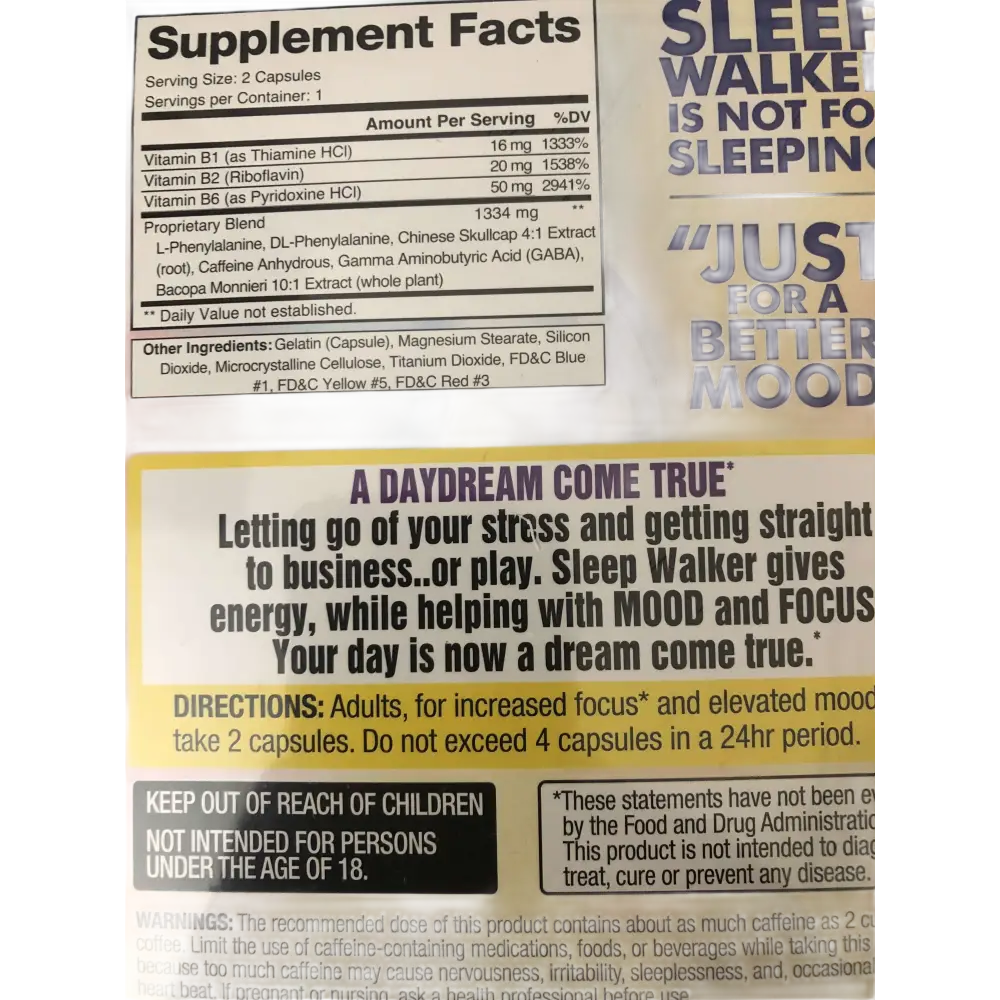 Supplement Facts
Serving Size: 2 Capsules
Servings per Container: 1
Amount Per Serving %DV
Vitamin B1 (as Thiamine HCl) 16 mg 1333%
Vitamin B2 (Riboflavin) 20 mg 1538%
Vitamin B6 (as Pyridoxine HCl) 50 mg 2941%
Proprietary Blend 1334 mg **
L-Phenylalanine, DL-Phenylalanine, Chinese Skullcap 4:1 Extract
(root), Caffeine Anhydrous, Gamma Aminobutyric Acid (GABA),
Bacopa Monnieri 10:1 Extract (whole plant)
** Daily Value not established.
Other Ingredients: Gelatin (Capsule), Magnesium Stearate, Silicon
Dioxide, Microcrystalline Cellulose, Titanium Dioxide, FD&C Blue
#1, FD&C Yellow #5, FD&C Red #3
SLEEP
WALKE
IS NOT FO
SLEEPING
"JUST
FOR A
BETTER
MOOD
A DAYDREAM COME TRUE*
Letting go of your stress and getting straight
to business..or play. Sleep Walker gives
energy, while helping with MOOD and FOCUS
Your day is now a dream come true.*
DIRECTIONS: Adults, for increased focus* and elevated mood
take 2 capsules. Do not exceed 4 capsules in a 24hr period.
KEEP OUT OF REACH OF CHILDREN
NOT INTENDED FOR PERSONS
UNDER THE AGE OF 18.
*These statements have not been ev
by the Food and Drug Administratio
This product is not intended to diag
treat, cure or prevent any disease.
WARNINGS: The recommended dose of this product contains about as much caffeine as 2 cu
coffee. Limit the use of caffeine-containing medications, foods, or beverages while taking this
because too much caffeine may cause nervousness, irritability, sleeplessness, and, occasional
heart beat. If pregnant or nursing, ask a health professional before use